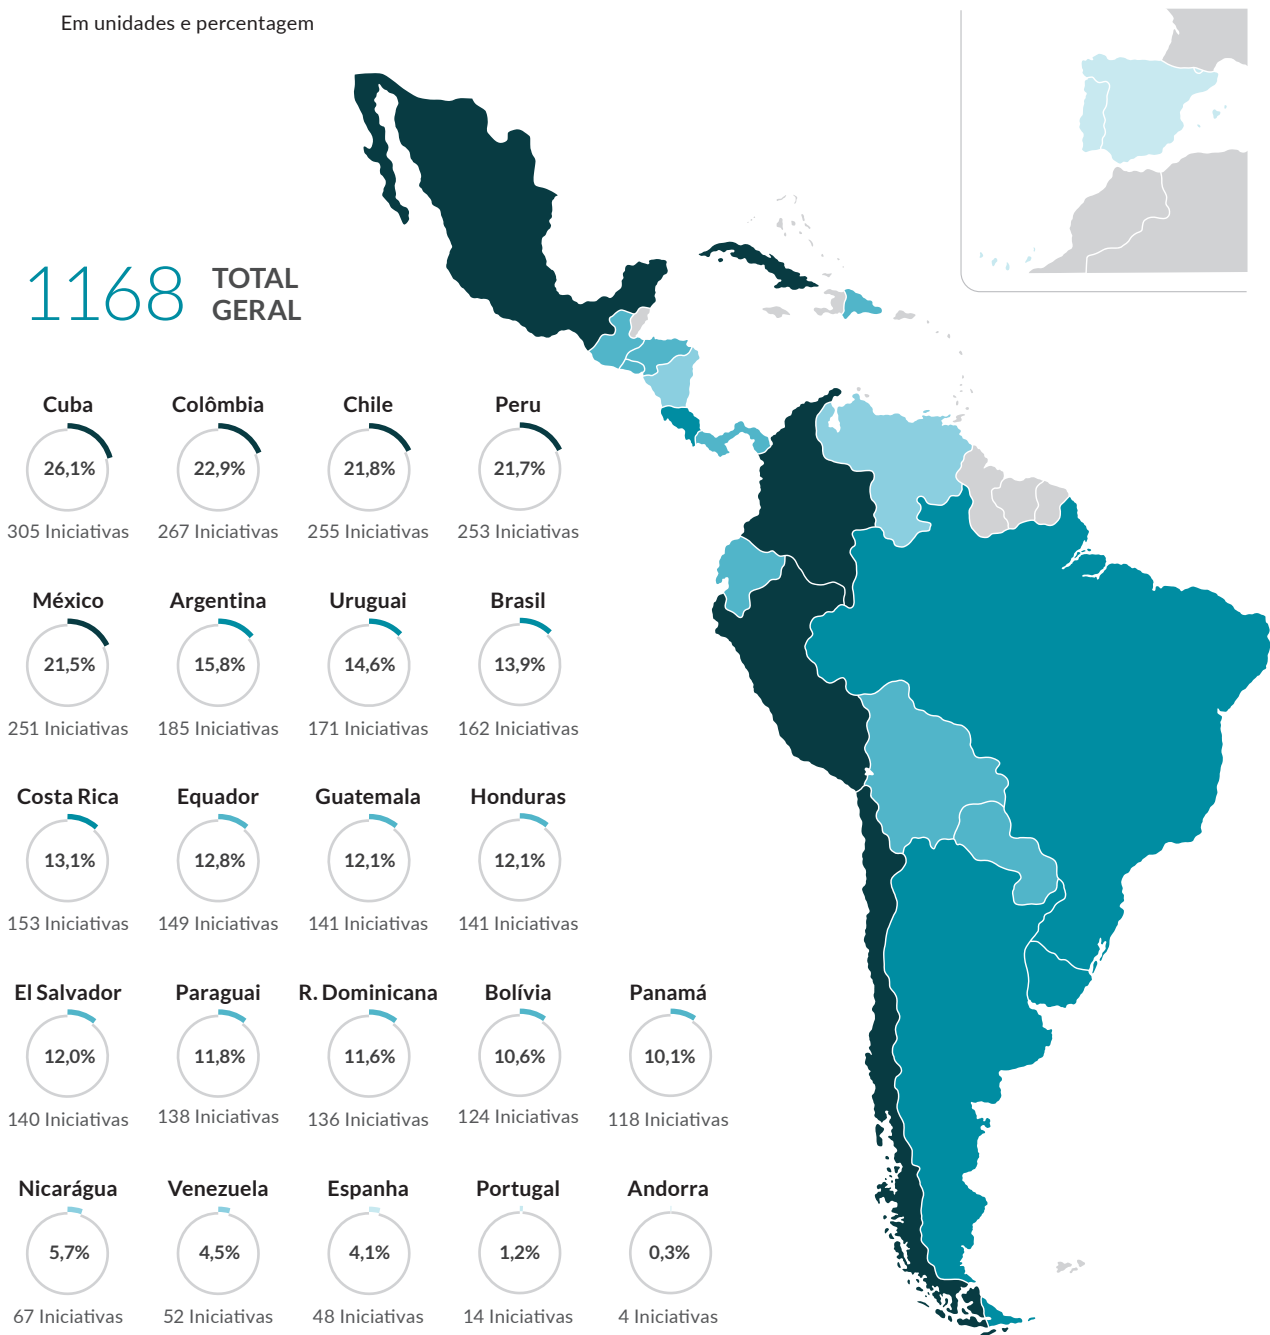 Em unidades e percentagem
1168 TOTAL
GERAL
Cuba Colômbia Chile Peru
26,1% 22,9% 21,8% 21,7%
305 Iniciativas 267 Iniciativas 255 Iniciativas 253 Iniciativas
México Argentina Uruguai Brasil
21,5% 15,8% 14,6% 13,9%
251 Iniciativas 185 Iniciativas 171 Iniciativas 162 Iniciativas
Costa Rica Equador Guatemala Honduras
13,1% 12,8% 12,1% 12,1%
153 Iniciativas 149 Iniciativas 141 Iniciativas 141 Iniciativas
El Salvador Paraguai R. Dominicana Bolívia Panamá
12,0% 11,8% 11,6% 10,6% 10,1%
140 Iniciativas 138 Iniciativas 136 Iniciativas 124 Iniciativas 118 Iniciativas
Nicarágua Venezuela Espanha Portugal Andorra
5,7% 4,5% 4,1% 1,2% 0,3%
67 Iniciativas 52 Iniciativas 48 Iniciativas 14 Iniciativas 4 Iniciativas